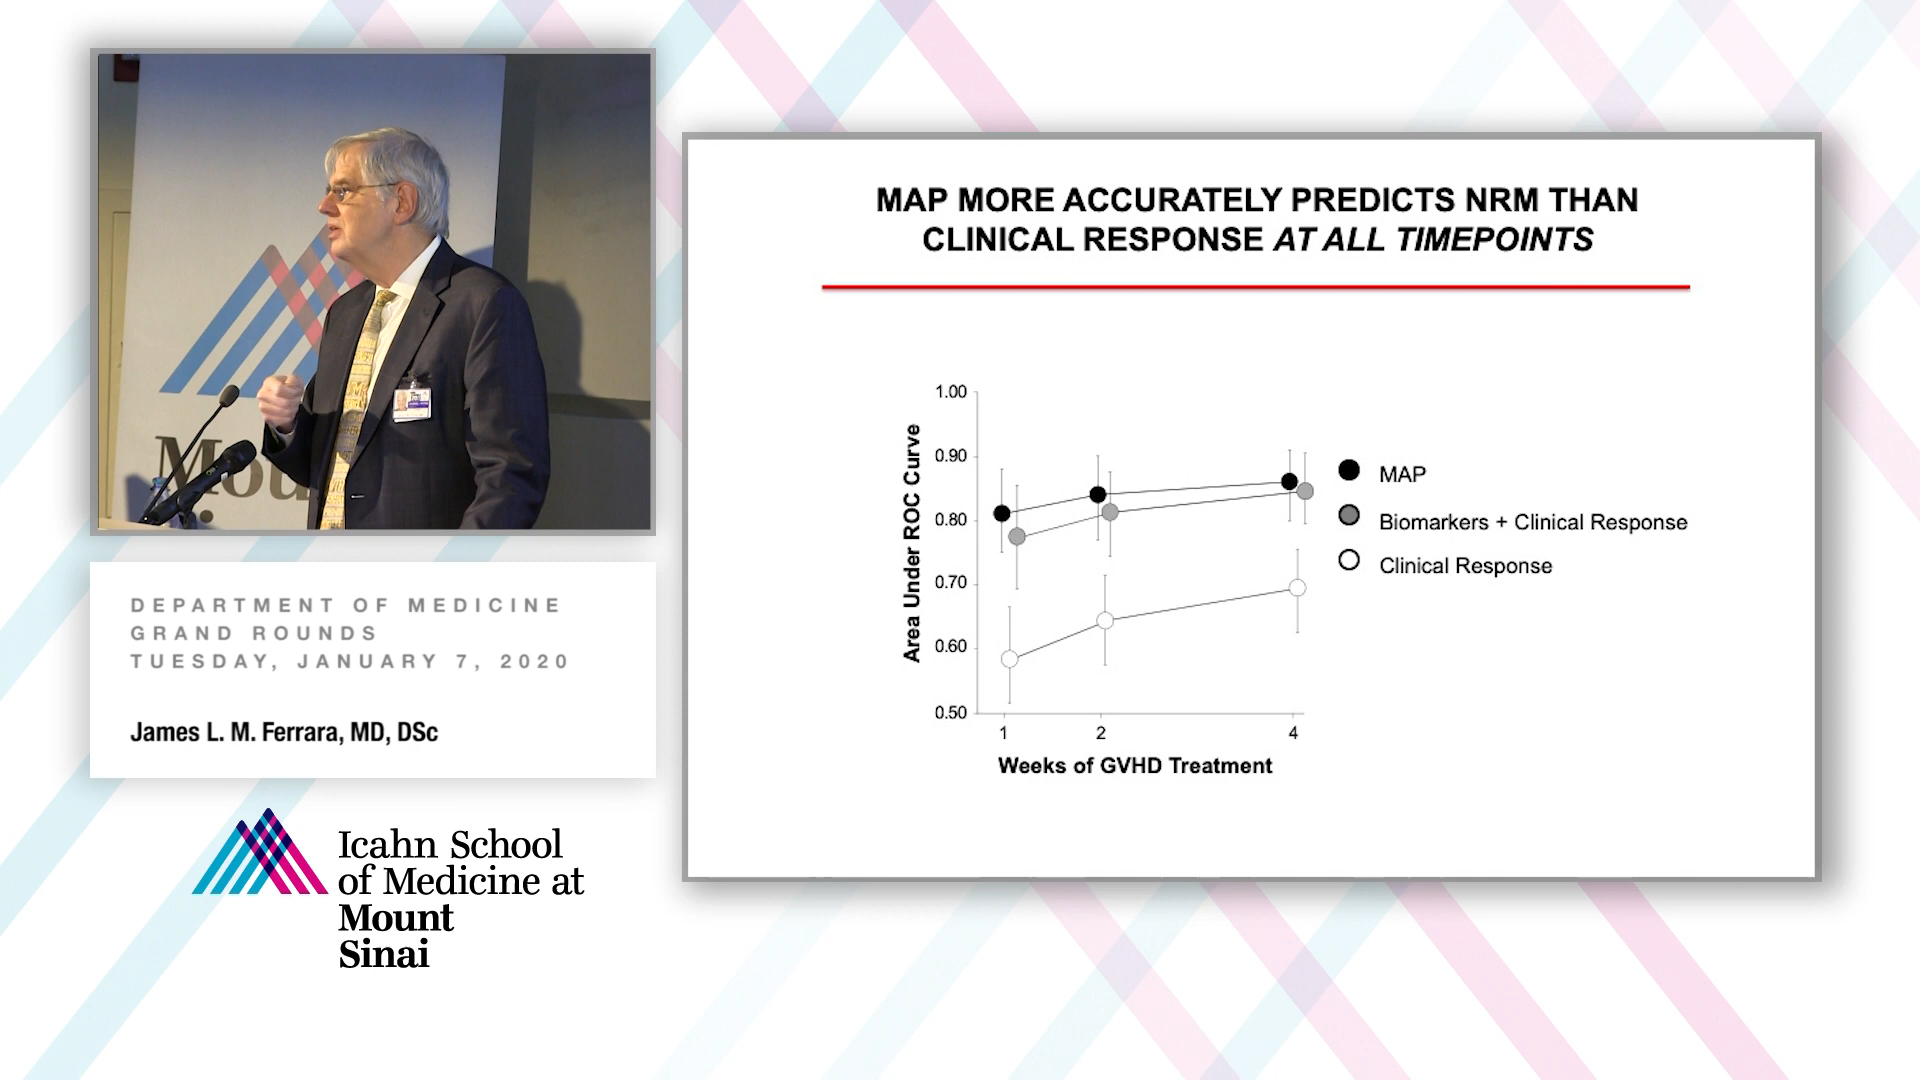 Mou
DEPARTMENT OF MEDICINE
GRAND ROUNDS
TUESDAY, JANUARY 7, 2020
James L. M. Ferrara, MD, DSc
Icahn School
of Medicine at
Mount
Sinai
MAP MORE ACCURATELY PREDICTS NRM THAN
CLINICAL RESPONSE AT ALL TIMEPOINTS
Area Under ROC Curve
1.00
0.90
0.80
0.70
0.60
0.50
1 2 4
Weeks of GVHD Treatment
MAP
Biomarkers + Clinical Response
Clinical Response